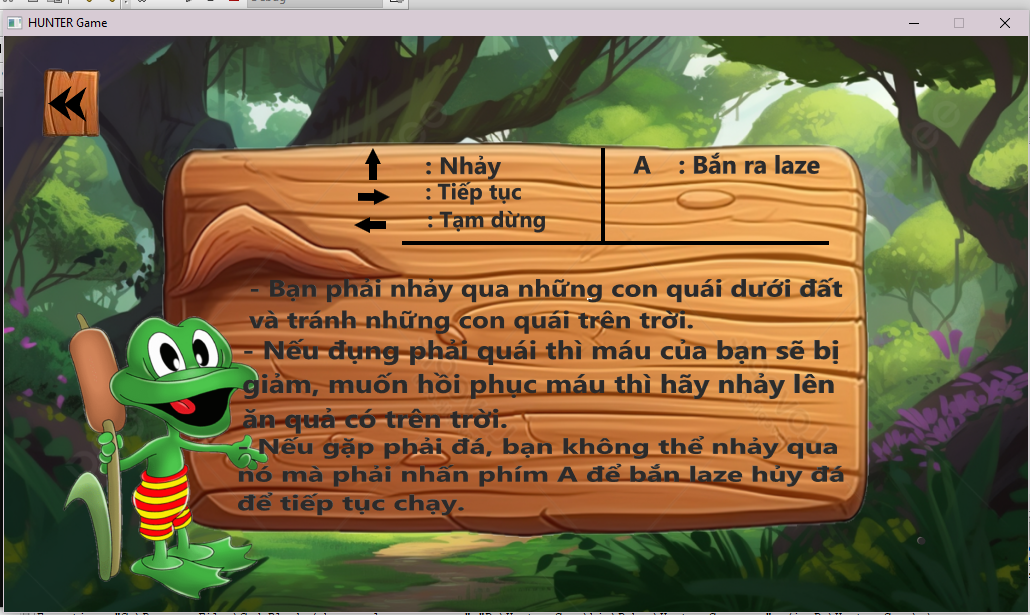 HUNTER Game
: Nhảy
A : Bắn ra laze
: Tiếp tục
: Tạm dừng
- Bạn phải nhảy qua những con quái dưới đất
và tránh những con quái trên trời.
- Nếu đụng phải quái thì máu của bạn sẽ bị
giảm, muốn hồi phục máu thì hãy nhảy lên
ăn quả có trên trời.
- Nếu gặp phải đá, bạn không thể nhảy qua
nó mà phải nhấn phím A để bắn laze hủy đá
để tiếp tục chạy.